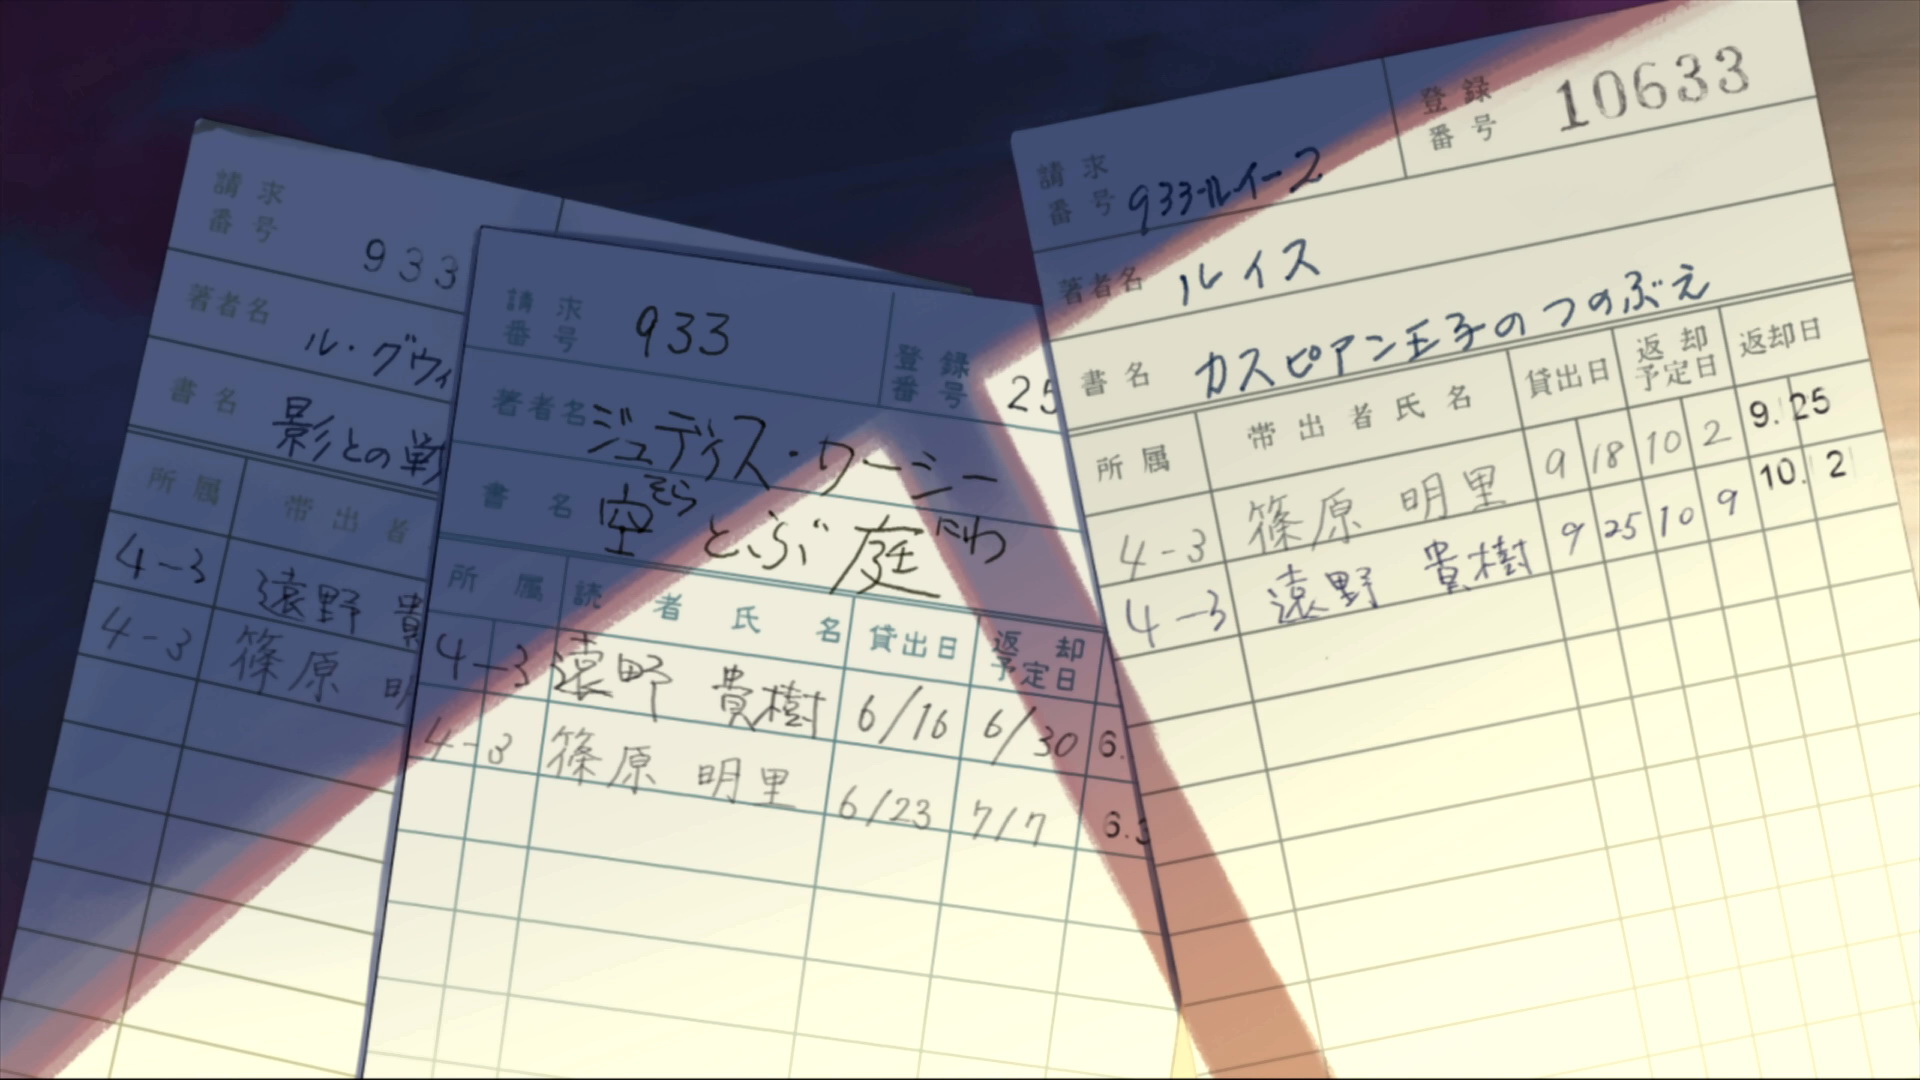 請求番号 933
著者名 ル・グウィ
書名 影との戦
所属 帯出者
4-3 遠野 貴
4-3 篠原 明
請求番号 933 登録番号 25
著者名 ジュディス・ワーシー
書名 空とぶ庭
そら にわ
所属 読者氏名 貸出日 返却予定日
4-3 遠野 貴樹 6/16 6/30 6.
4-3 篠原 明里 6/23 7/7 6.3
請求番号 933-ルイ-2 登録番号 10633
著者名 ルイス
書名 カスピアン王子のつのぶえ
所属 帯出者氏名 貸出日 返却予定日 返却日
4-3 篠原 明里 9 18 10 2 9.25
4-3 遠野 貴樹 9 25 10 9 10. 2